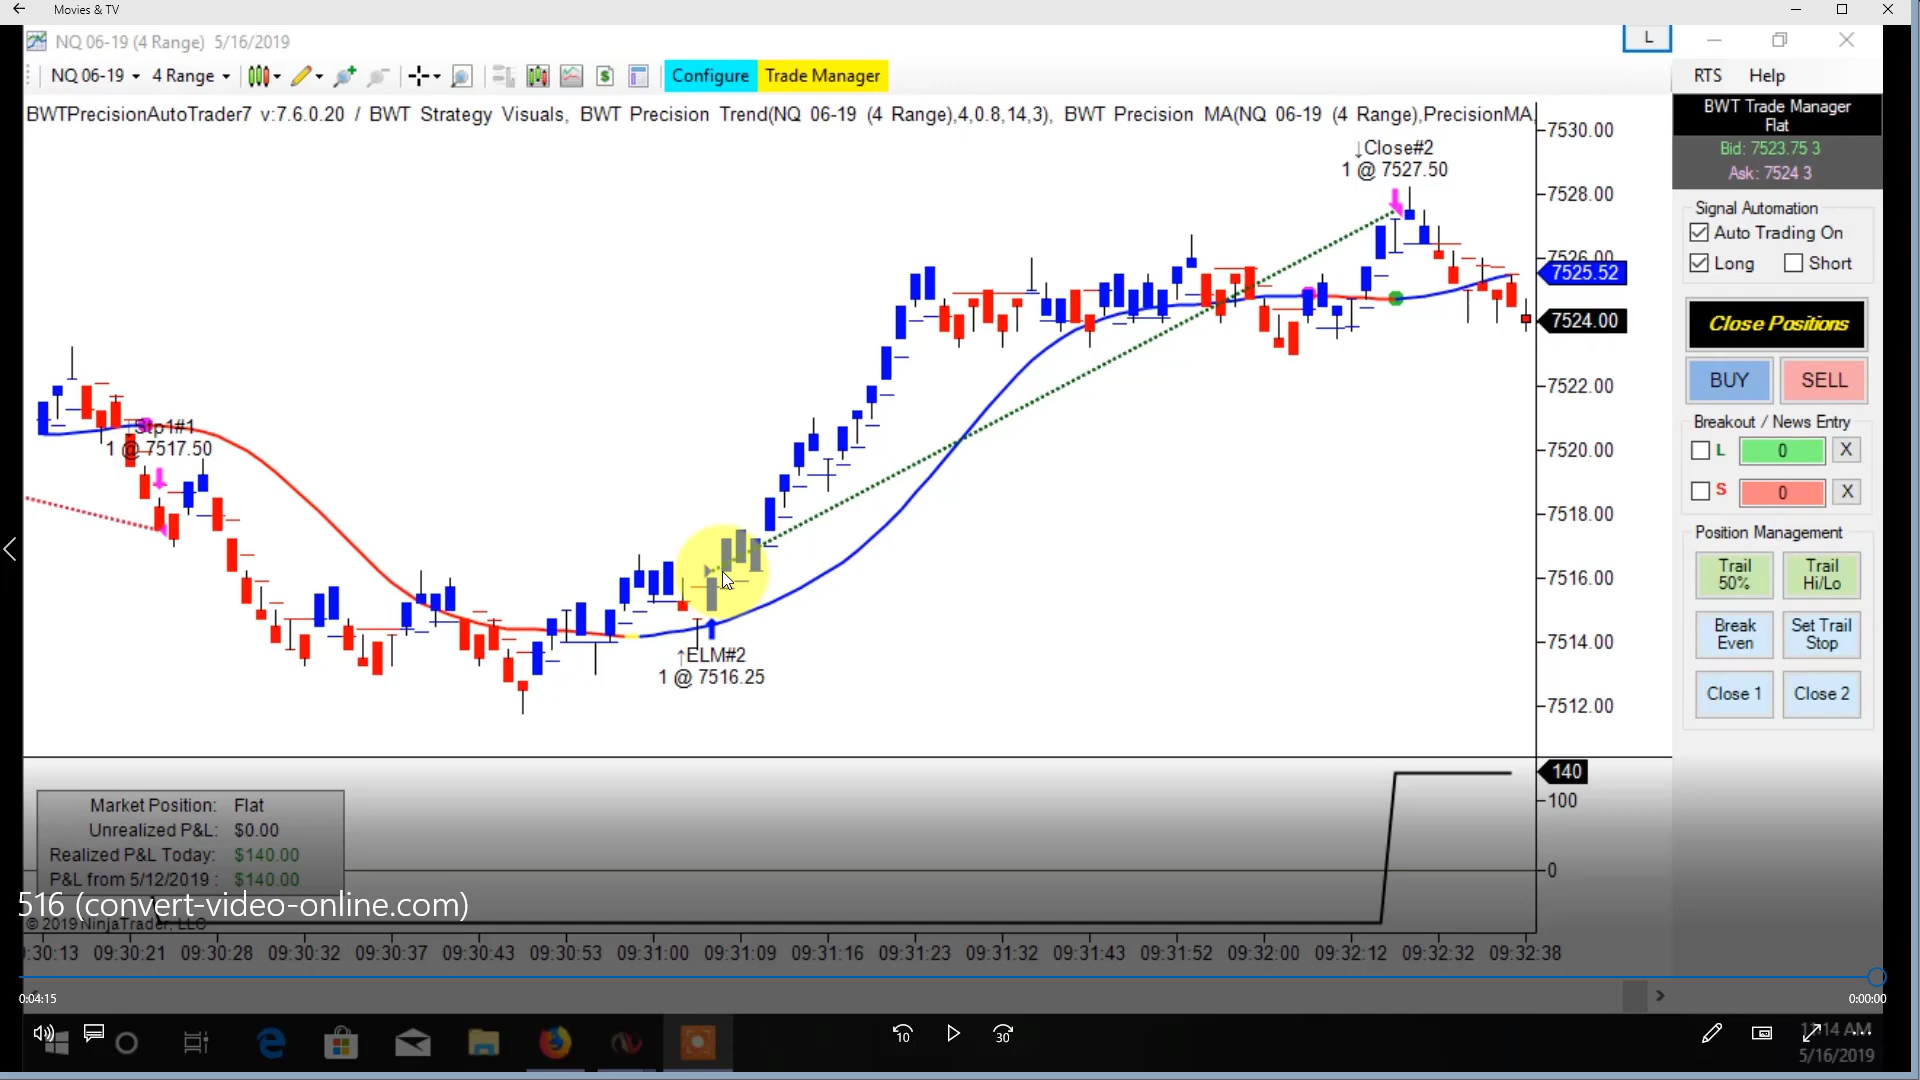 Movies & TV
NQ 06-19 (4 Range) 5/16/2019
L
NQ 06-19 4 Range Configure Trade Manager
RTS Help
BWTPrecisionAutoTrader7 v:7.6.0.20 / BWT Strategy Visuals, BWT Precision Trend(NQ 06-19 (4 Range),4,0.8,14,3), BWT Precision MA(NQ 06-19 (4 Range),PrecisionMA,
BWT Trade Manager
Flat
Bid: 7523.75 3
Ask: 7524 3
Signal Automation
Auto Trading On
Long Short
Close Positions
BUY SELL
Breakout / News Entry
L 0 X
S 0 X
Position Management
Trail 50%
Trail Hi/Lo
Break Even
Set Trail Stop
Close 1 Close 2
↓Close#2
1 @ 7527.50
Stp1#1
1 @ 7517.50
↑ELM#2
1 @ 7516.25
7530.00
7528.00
7526.00
7525.52
7524.00
7522.00
7520.00
7518.00
7516.00
7514.00
7512.00
140
100
0
Market Position: Flat
Unrealized P&L: $0.00
Realized P&L Today: $140.00
P&L from 5/12/2019 : $140.00
516 (convert-video-online.com)
© 2019 NinjaTrader, LLC
:30:13 09:30:21 09:30:28 09:30:32 09:30:37 09:30:43 09:30:53 09:31:00 09:31:09 09:31:16 09:31:23 09:31:32 09:31:43 09:31:52 09:32:00 09:32:12 09:32:32 09:32:38
0:04:15 0:00:00
10 30
5/16/2019